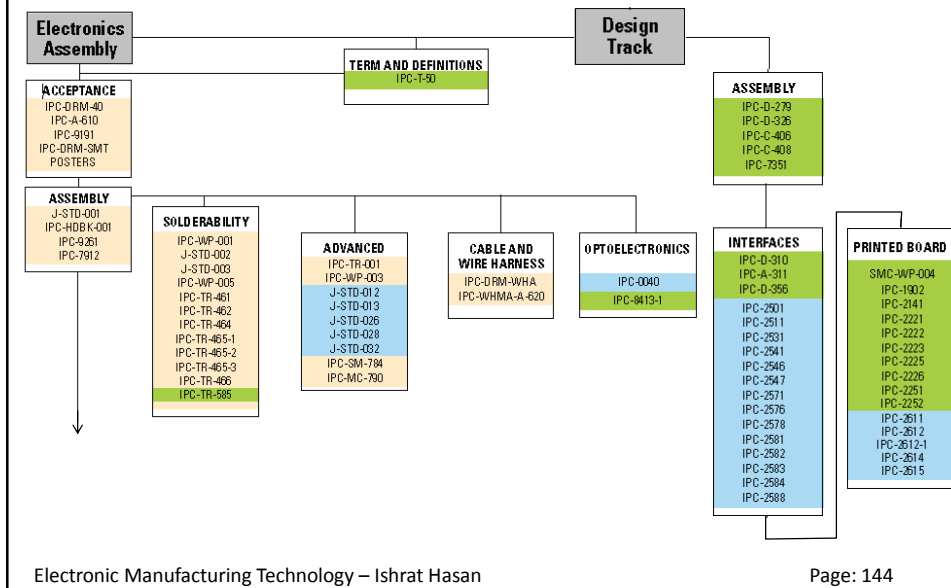 Electronics
Assembly
Design
Track
TERM AND DEFINITIONS
IPC-T-50
ACCEPTANCE
IPC-DRM-40
IPC-A-610
IPC-9191
IPC-DRM-SMT
POSTERS
ASSEMBLY
IPC-D-279
IPC-D-326
IPC-C-406
IPC-C-408
IPC-7351
ASSEMBLY
J-STD-001
IPC-HDBK-001
IPC-9261
IPC-7912
SOLDERABILITY
IPC-WP-001
J-STD-002
J-STD-003
IPC-WP-005
IPC-TR-461
IPC-TR-462
IPC-TR-464
IPC-TR-465-1
IPC-TR-465-2
IPC-TR-465-3
IPC-TR-466
IPC-TR-585
ADVANCED
IPC-TR-001
IPC-WP-003
J-STD-012
J-STD-013
J-STD-026
J-STD-028
J-STD-032
IPC-SM-784
IPC-MC-790
CABLE AND
WIRE HARNESS
IPC-DRM-WHA
IPC-WHMA-A-620
OPTOELECTRONICS
IPC-0040
IPC-8413-1
INTERFACES
IPC-D-310
IPC-A-311
IPC-D-356
IPC-2501
IPC-2511
IPC-2531
IPC-2541
IPC-2546
IPC-2547
IPC-2571
IPC-2576
IPC-2578
IPC-2581
IPC-2582
IPC-2583
IPC-2584
IPC-2588
PRINTED BOARD
SMC-WP-004
IPC-1902
IPC-2141
IPC-2221
IPC-2222
IPC-2223
IPC-2225
IPC-2226
IPC-2251
IPC-2252
IPC-2611
IPC-2612
IPC-2612-1
IPC-2614
IPC-2615
Electronic Manufacturing Technology – Ishrat Hasan
Page: 144